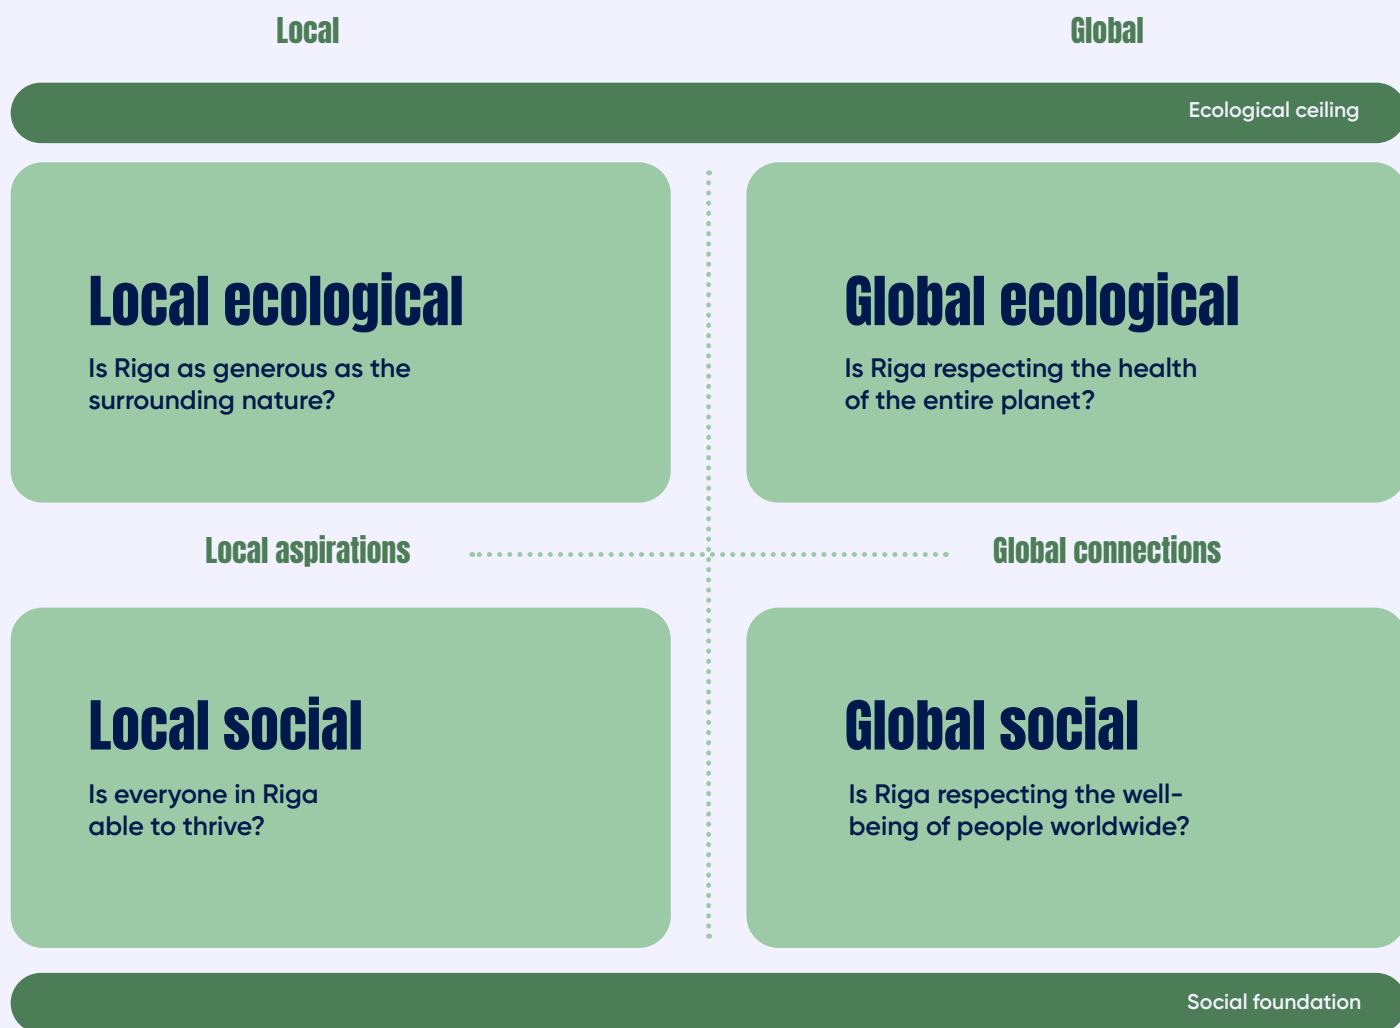 Local
Global
Ecological ceiling
Local ecological
Is Riga as generous as the
surrounding nature?
Global ecological
Is Riga respecting the health
of the entire planet?
Local aspirations
Global connections
Local social
Is everyone in Riga
able to thrive?
Global social
Is Riga respecting the well-
being of people worldwide?
Social foundation